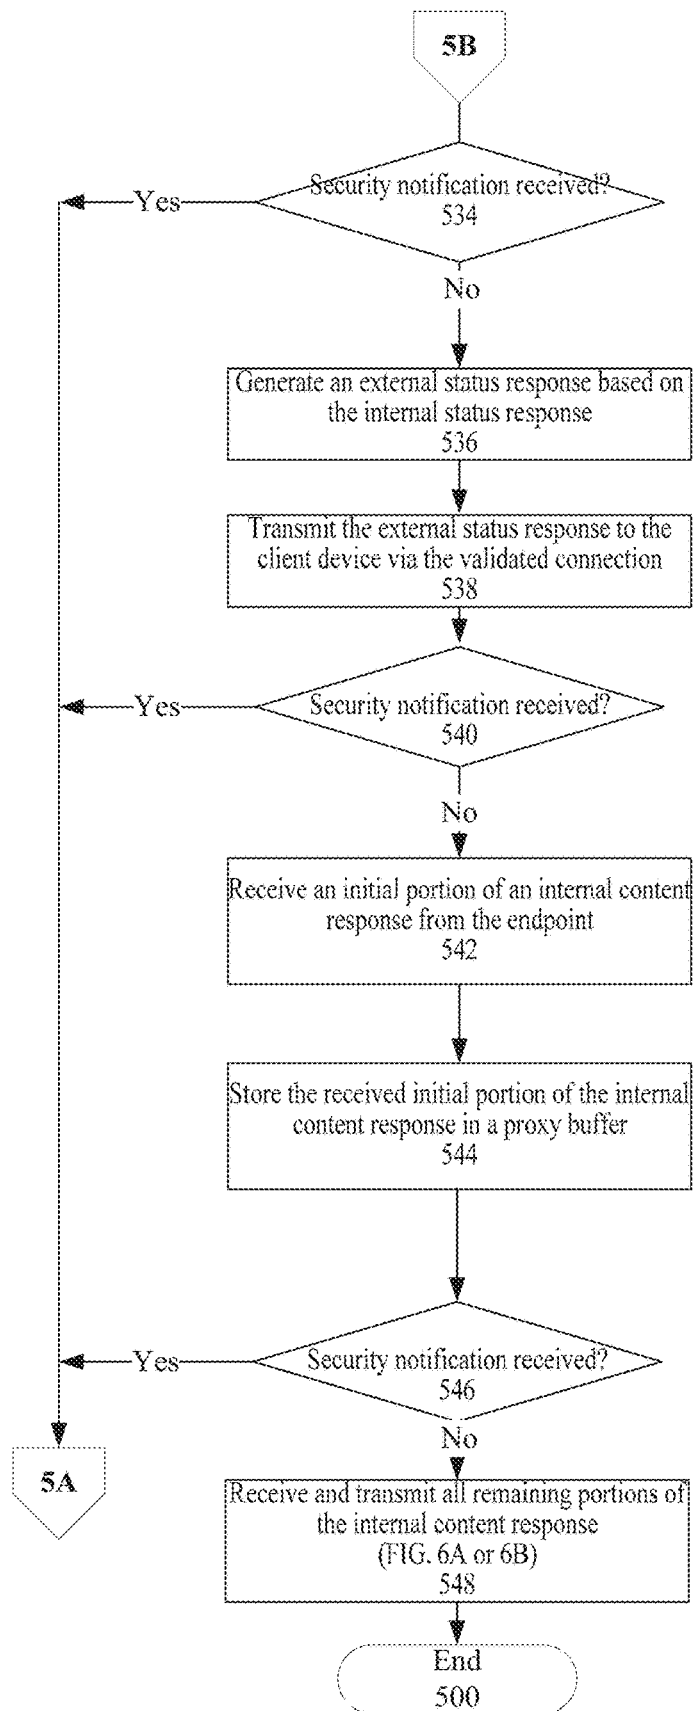 5B
Security notification received?
534
Yes
No
Generate an external status response based on
the internal status response
536
Transmit the external status response to the
client device via the validated connection
538
Security notification received?
540
Yes
No
Receive an initial portion of an internal content
response from the endpoint
542
Store the received initial portion of the internal
content response in a proxy buffer
544
Security notification received?
546
Yes
No
5A
Receive and transmit all remaining portions of
the internal content response
(FIG. 6A or 6B)
548
End
500